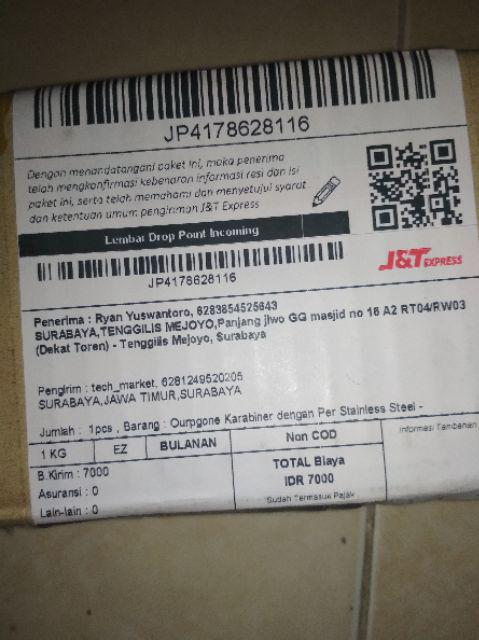 JP4178628116
Dengan menandatangani paket ini, maka penerima
telah mengkonfirmasi kebenaran informasi resi dan isi
paket ini, serta telah memahami dan menyetujui syarat
dan ketentuan umum pengiriman J&T Express
Lembar Drop Point Incoming
JP4178628116
J&T EXPRESS
Penerima : Ryan Yuswantoro, 6283854525643
SURABAYA,TENGGILIS MEJOYO,Panjang jiwo GG masjid no 16 A2 RT04/RW03
(Dekat Toren) - Tenggilis Mejoyo, Surabaya
Pengirim : tech_market, 6281249520205
SURABAYA,JAWA TIMUR,SURABAYA
Jumlah : 1pcs , Barang : Ourpgone Karabiner dengan Per Stainless Steel -
1 KG EZ BULANAN Non COD Informasi Tambahan
B.Kirim : 7000
Asuransi : 0
Lain-lain : 0
TOTAL Biaya
IDR 7000
Sudah Termasuk Pajak